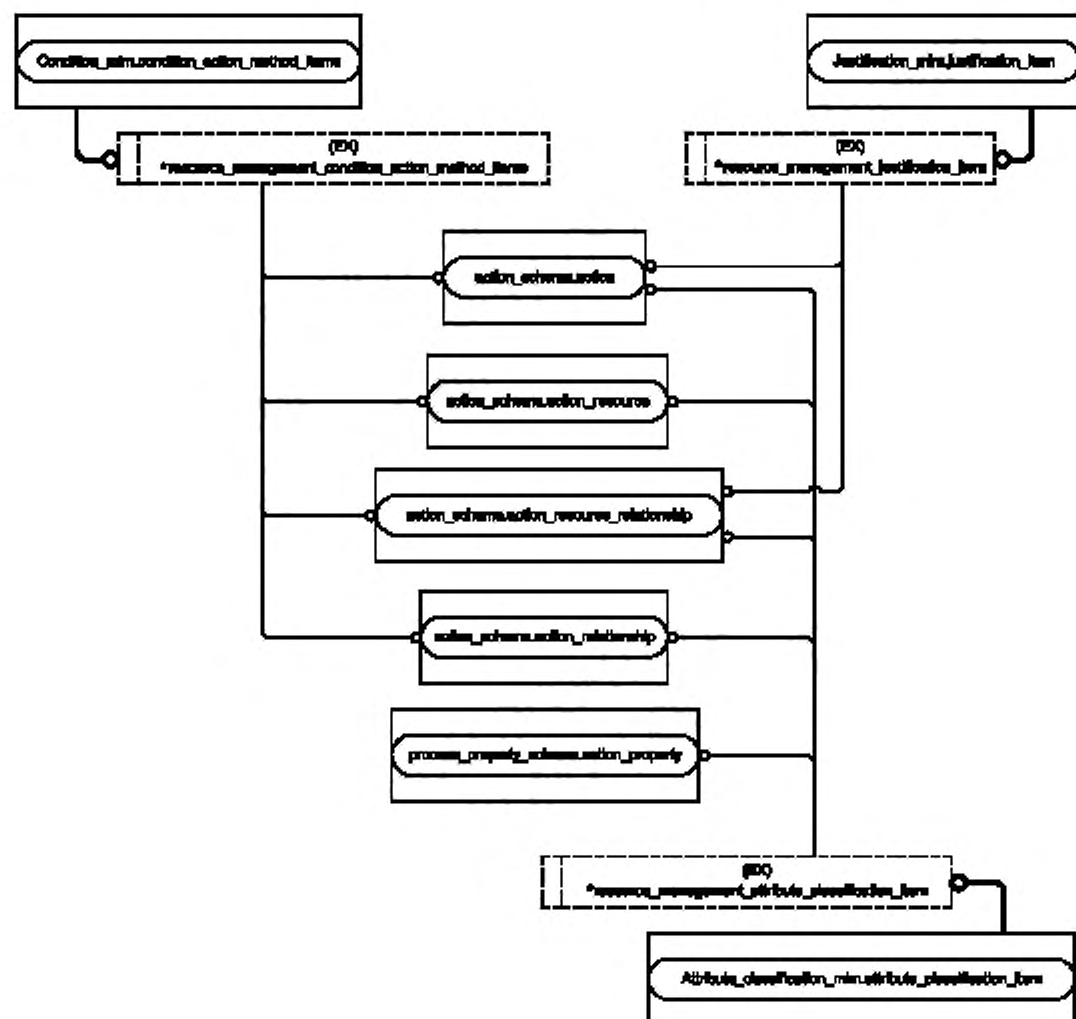 Condition_mim.condition_action_method_items
Justification_mim.justification_item
(EX)
*resource_management_condition_action_method_items
(EX)
*resource_management_justification_item
action_schema.action
action_schema.action_resource
action_schema.action_resource_relationship
action_schema.action_relationship
process_property_schema.action_property
(EX)
*resource_management_attribute_classification_item
Attribute_classification_mim.attribute_classification_item